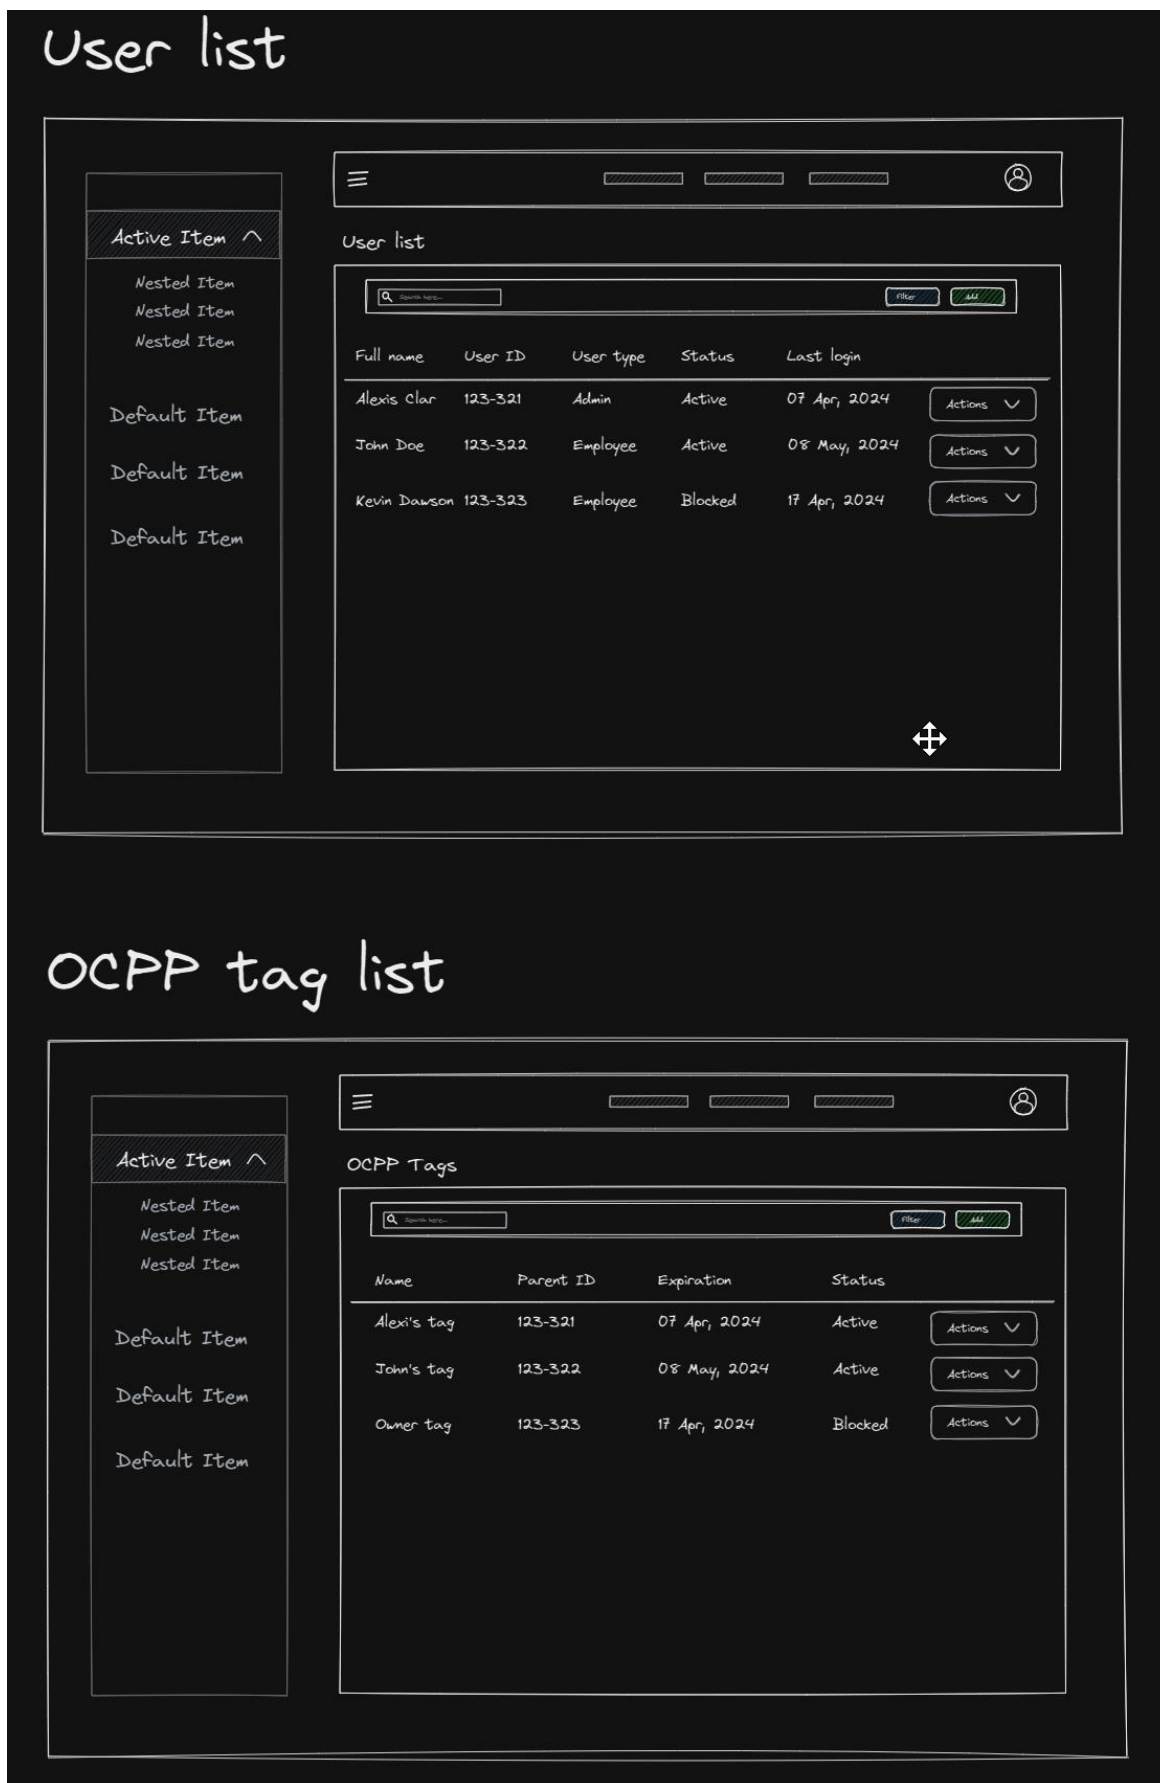 User list
Active Item
Nested Item
Nested Item
Nested Item
Default Item
Default Item
Default Item
User list
Search here...
Filter
Add
Full name User ID User type Status Last login
Alexis Clar 123-321 Admin Active 07 Apr, 2024 Actions
John Doe 123-322 Employee Active 08 May, 2024 Actions
Kevin Dawson 123-323 Employee Blocked 17 Apr, 2024 Actions
OCPP tag list
Active Item
Nested Item
Nested Item
Nested Item
Default Item
Default Item
Default Item
OCPP Tags
Search here...
Filter
Add
Name Parent ID Expiration Status
Alexi's tag 123-321 07 Apr, 2024 Active Actions
John's tag 123-322 08 May, 2024 Active Actions
Owner tag 123-323 17 Apr, 2024 Blocked Actions